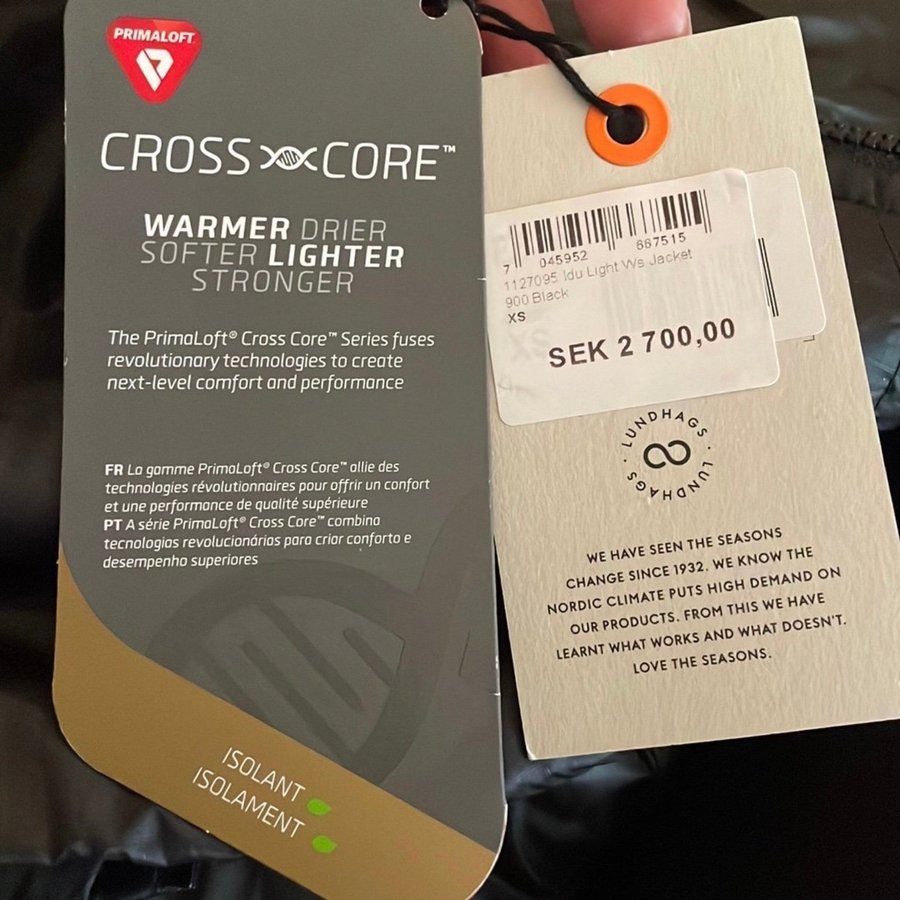 PRIMALOFT
CROSS CORE™
WARMER DRIER
SOFTER LIGHTER
STRONGER
The PrimaLoft® Cross Core™ Series fuses
revolutionary technologies to create
next-level comfort and performance
FR La gamme PrimaLoft® Cross Core™ allie des
technologies révolutionnaires pour offrir un confort
et une performance de qualité supérieure
PT A série PrimaLoft® Cross Core™ combina
tecnologias revolucionárias para criar conforto e
desempenho superiores
ISOLANT
ISOLAMENT
7 045952 867515
1127095 Idu Light Ws Jacket
900 Black
XS
XS
SEK 2 700,00
LUNDHAGS · LUNDHAGS ·
WE HAVE SEEN THE SEASONS
CHANGE SINCE 1932. WE KNOW THE
NORDIC CLIMATE PUTS HIGH DEMAND ON
OUR PRODUCTS. FROM THIS WE HAVE
LEARNT WHAT WORKS AND WHAT DOESN'T.
LOVE THE SEASONS.